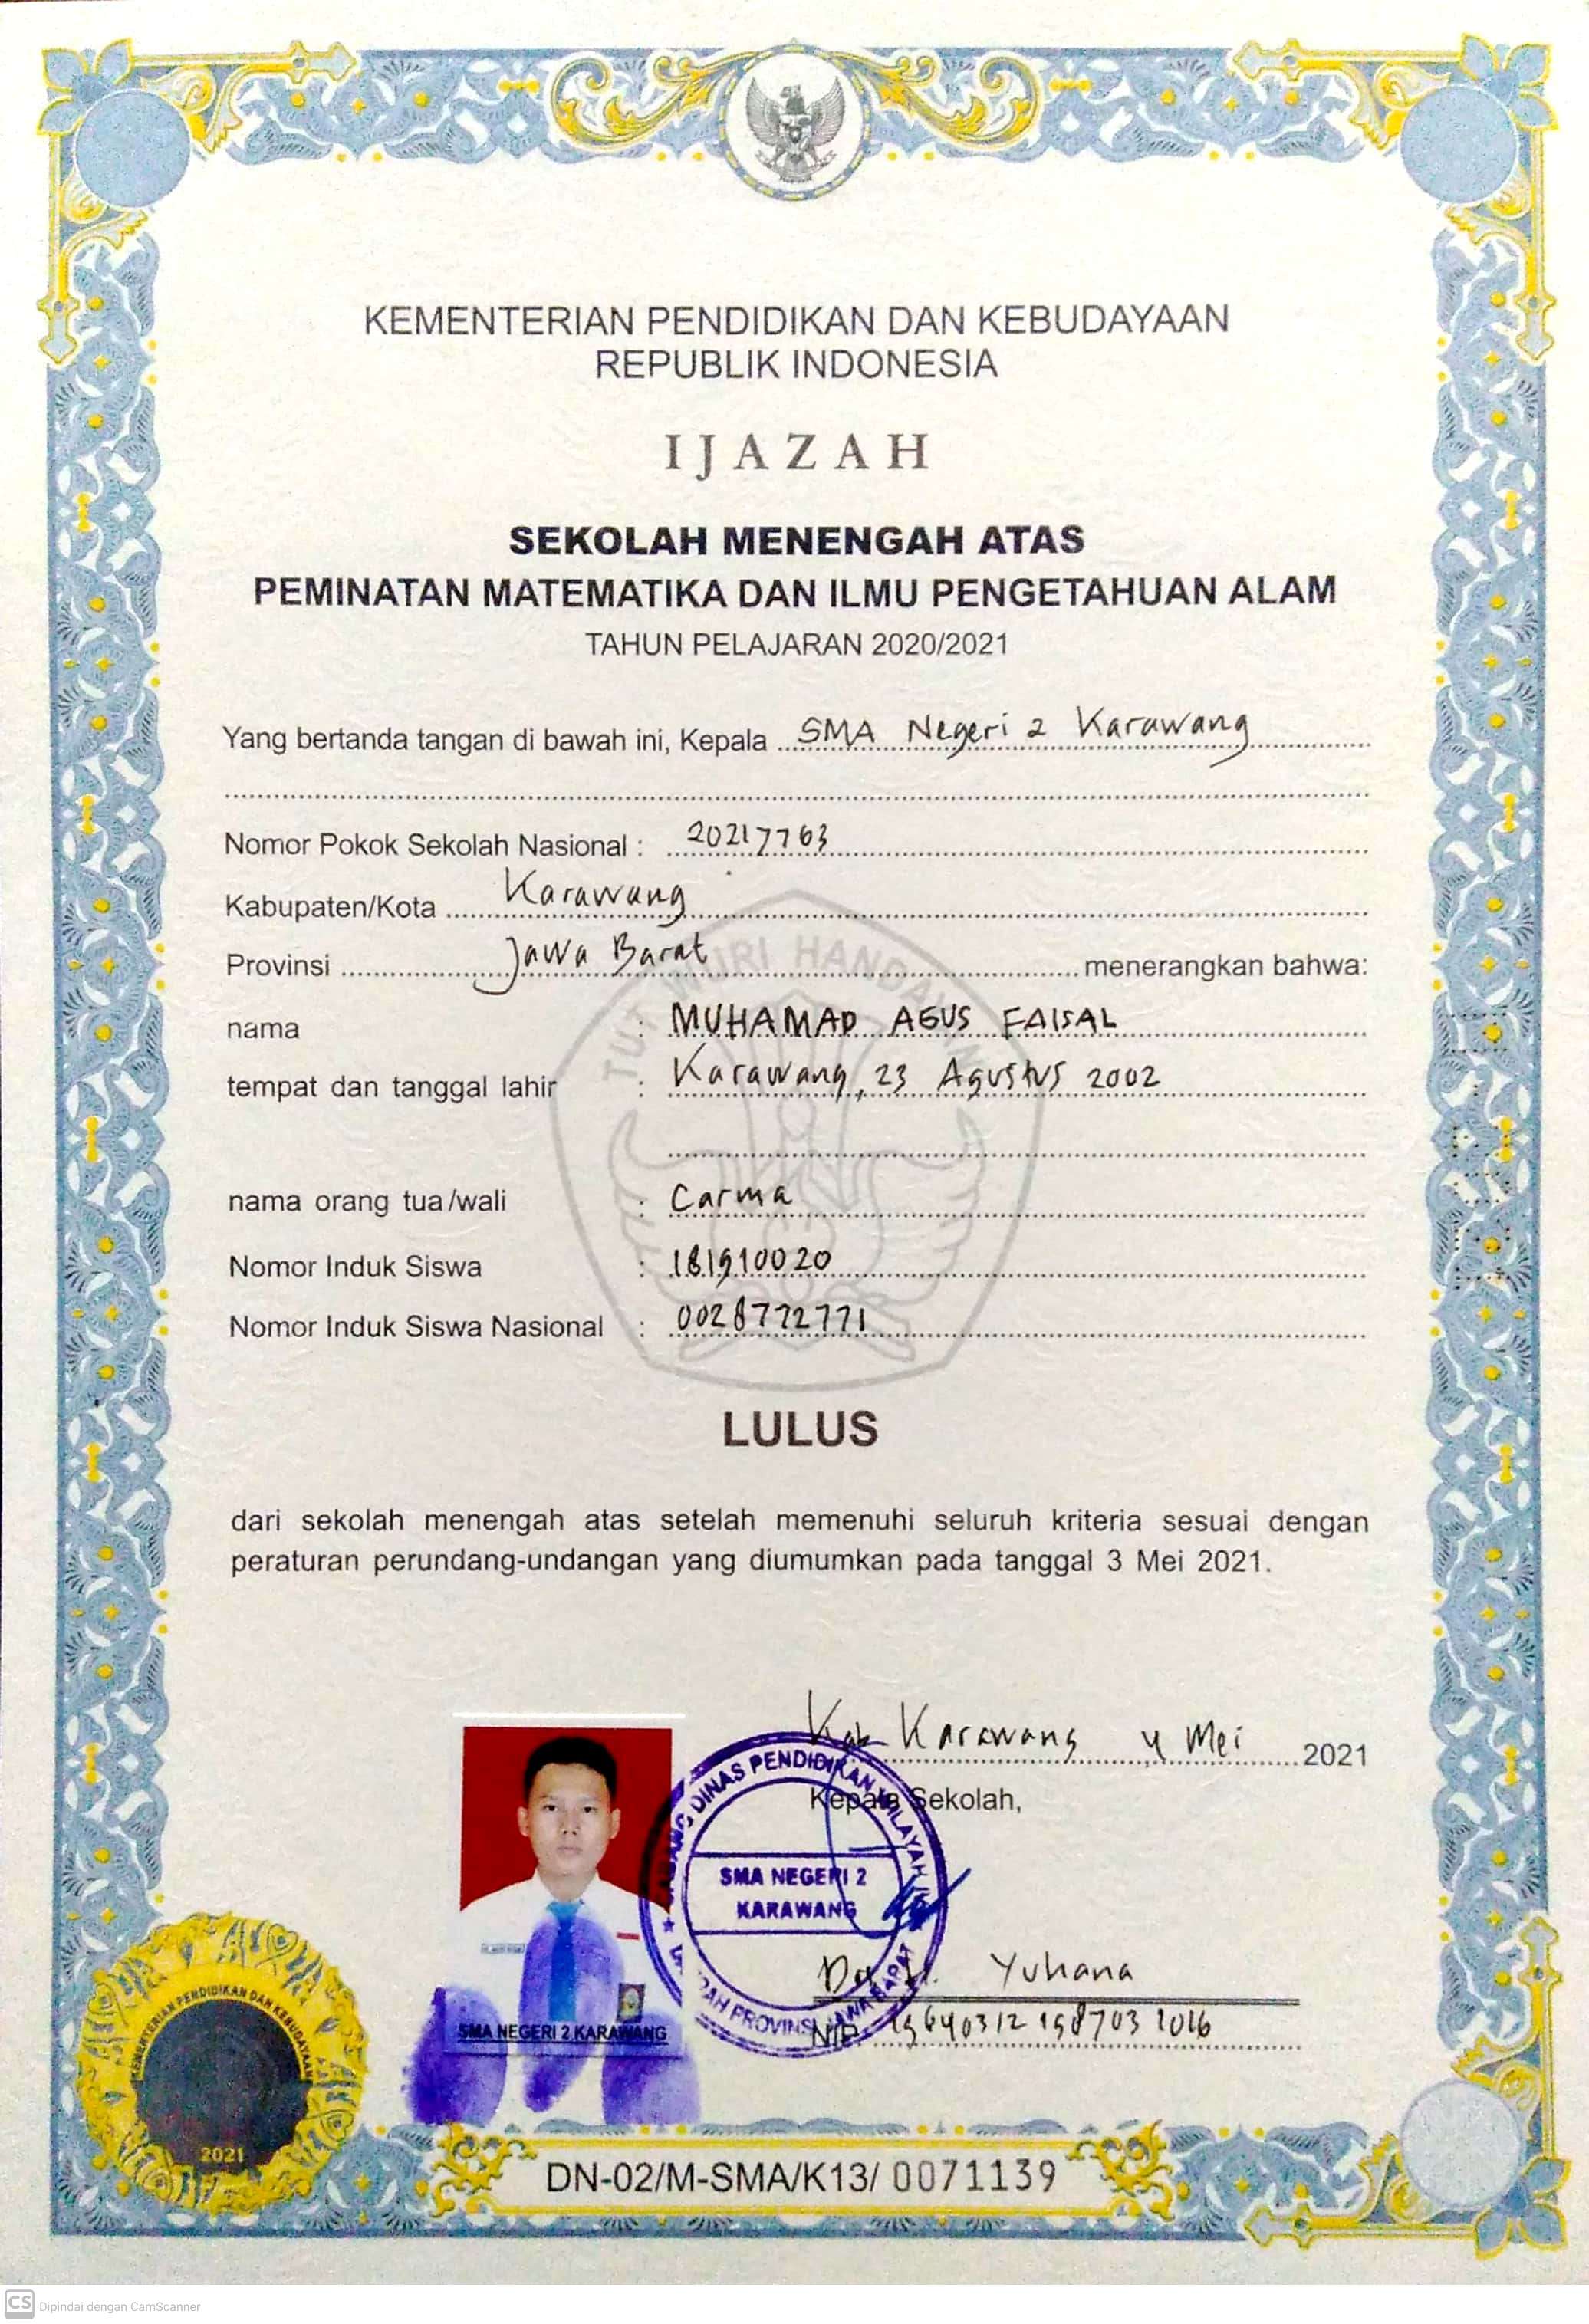 KEMENTERIAN PENDIDIKAN DAN KEBUDAYAAN
REPUBLIK INDONESIA
IJAZAH
SEKOLAH MENENGAH ATAS
PEMINATAN MATEMATIKA DAN ILMU PENGETAHUAN ALAM
TAHUN PELAJARAN 2020/2021
Yang bertanda tangan di bawah ini, Kepala SMA Negeri 2 Karawang
Nomor Pokok Sekolah Nasional : 20217763
Kabupaten/Kota Karawang
Provinsi Jawa Barat menerangkan bahwa:
TUT WURI HANDAYANI
nama : MUHAMAD AGUS FAISAL
tempat dan tanggal lahir : Karawang, 23 Agustus 2002
nama orang tua/wali : Carma
Nomor Induk Siswa : 181910020
Nomor Induk Siswa Nasional : 0028772771
LULUS
dari sekolah menengah atas setelah memenuhi seluruh kriteria sesuai dengan
peraturan perundang-undangan yang diumumkan pada tanggal 3 Mei 2021.
Kab Karawang 4 Mei 2021
Kepala Sekolah,
CABANG DINAS PENDIDIKAN WILAYAH IV
SMA NEGERI 2
KARAWANG
DAERAH PROVINSI JAWA BARAT
Yuhana
NIP. 19640312 198703 1016
SMA NEGERI 2 KARAWANG
KEMENTERIAN PENDIDIKAN DAN KEBUDAYAAN
2021
DN-02/M-SMA/K13/ 0071139
CS Dipindai dengan CamScanner